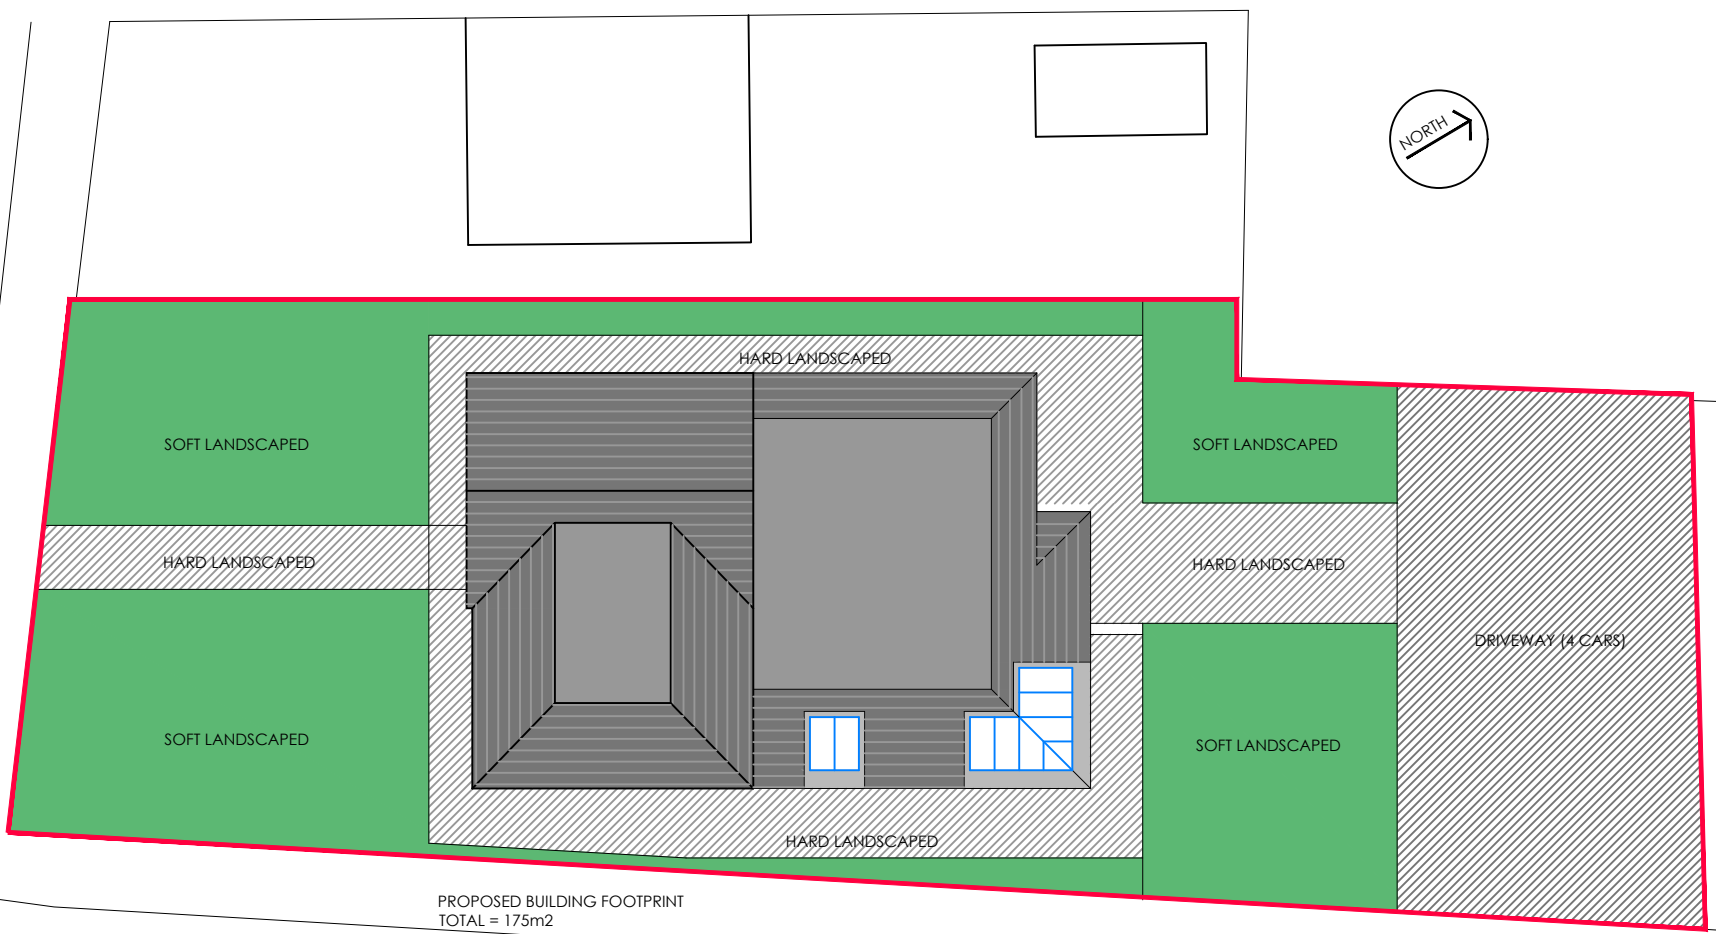 NORTH
HARD LANDSCAPED
SOFT LANDSCAPED
SOFT LANDSCAPED
HARD LANDSCAPED
HARD LANDSCAPED
DRIVEWAY (4 CARS)
SOFT LANDSCAPED
SOFT LANDSCAPED
HARD LANDSCAPED
PROPOSED BUILDING FOOTPRINT
TOTAL = 175m2